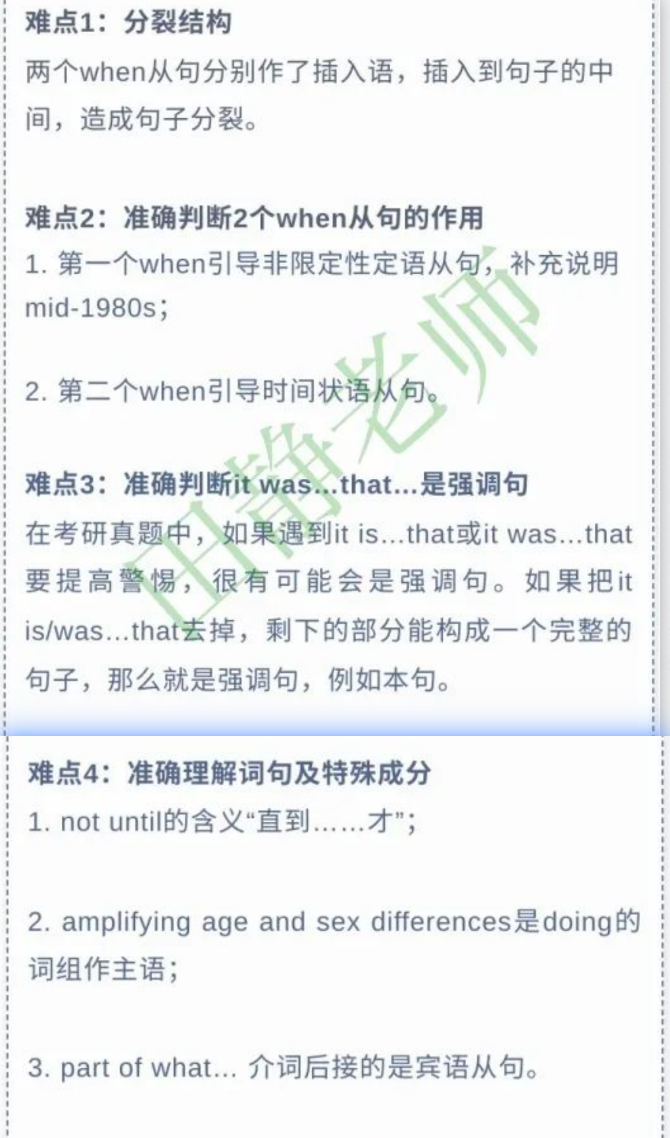 难点1：分裂结构
两个when从句分别作了插入语，插入到句子的中
间，造成句子分裂。
难点2：准确判断2个when从句的作用
1. 第一个when引导非限定性定语从句，补充说明
mid-1980s；
2. 第二个when引导时间状语从句。
难点3：准确判断it was...that...是强调句
在考研真题中，如果遇到it is...that或it was...that
要提高警惕，很有可能会是强调句。如果把it
is/was...that去掉，剩下的部分能构成一个完整的
句子，那么就是强调句，例如本句。
田静老师
难点4：准确理解词句及特殊成分
1. not until的含义“直到……才”；
2. amplifying age and sex differences是doing的
词组作主语；
3. part of what... 介词后接的是宾语从句。